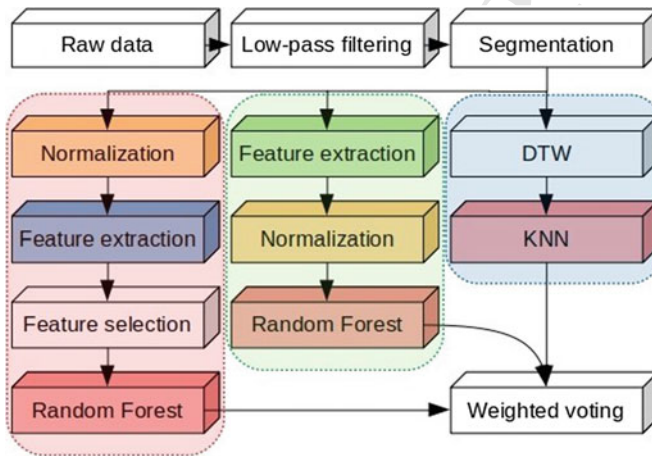 Raw data
Low-pass filtering
Segmentation
Normalization
Feature extraction
DTW
Feature extraction
Normalization
KNN
Feature selection
Random Forest
Random Forest
Weighted voting